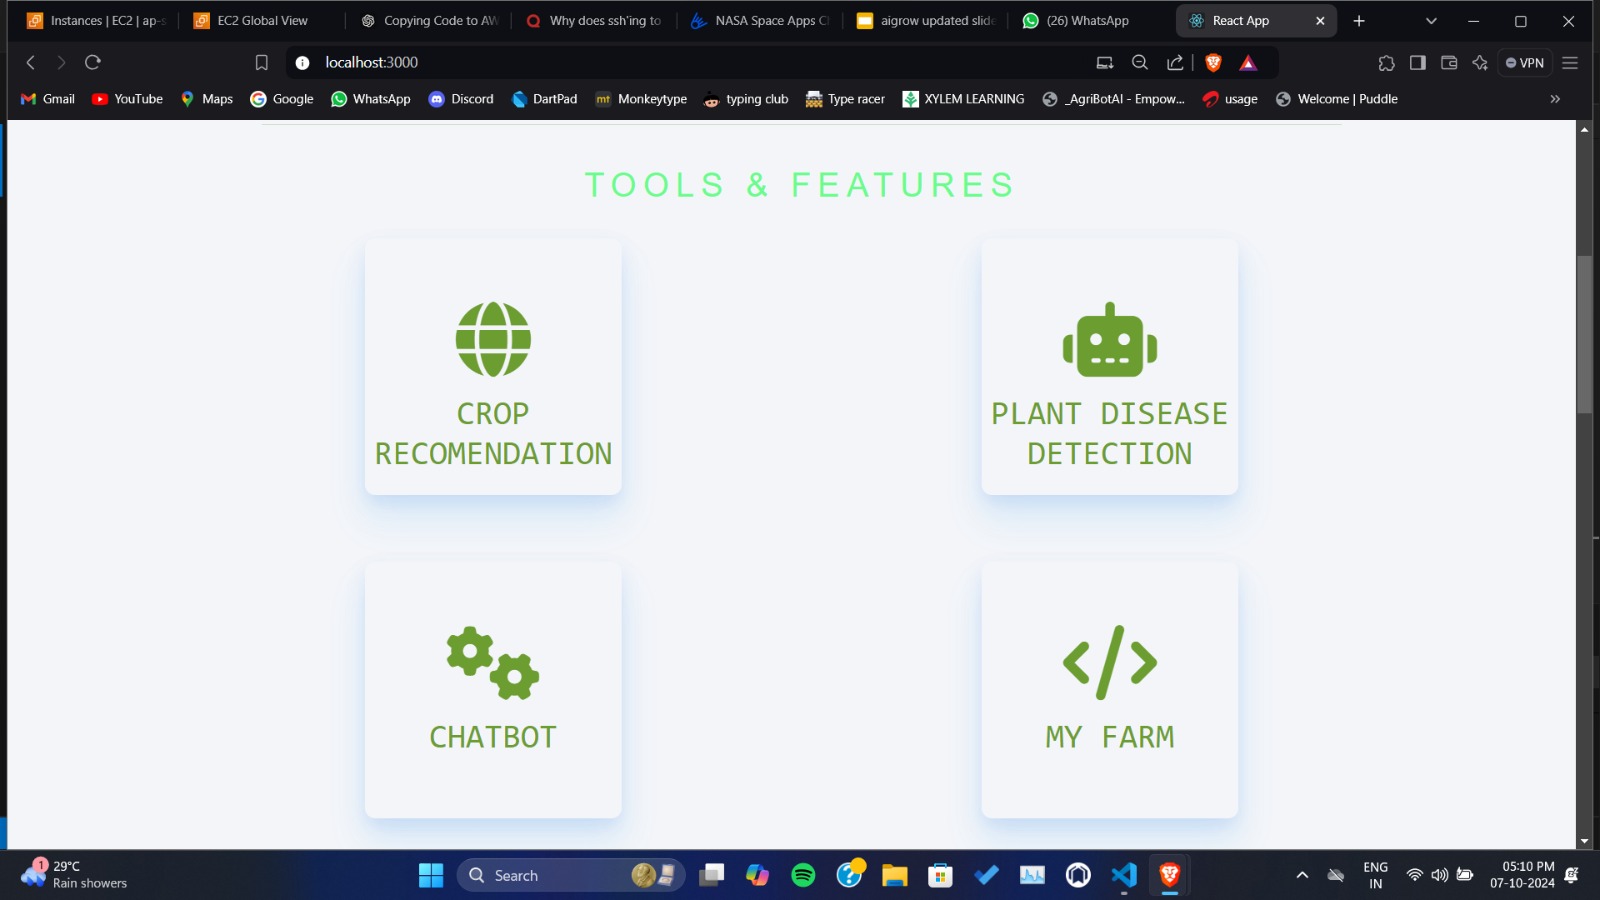 Instances | EC2 | ap-s
EC2 Global View
Copying Code to AW
Why does ssh'ing to
NASA Space Apps Ch
aigrow updated slide
(26) WhatsApp
React App
localhost:3000
VPN
Gmail
YouTube
Maps
Google
WhatsApp
Discord
DartPad
mt Monkeytype
typing club
Type racer
XYLEM LEARNING
_AgriBotAI - Empow...
usage
Welcome | Puddle
TOOLS & FEATURES
CROP
RECOMENDATION
PLANT DISEASE
DETECTION
CHATBOT
MY FARM
1
29°C
Rain showers
Search
ENG
IN
05:10 PM
07-10-2024